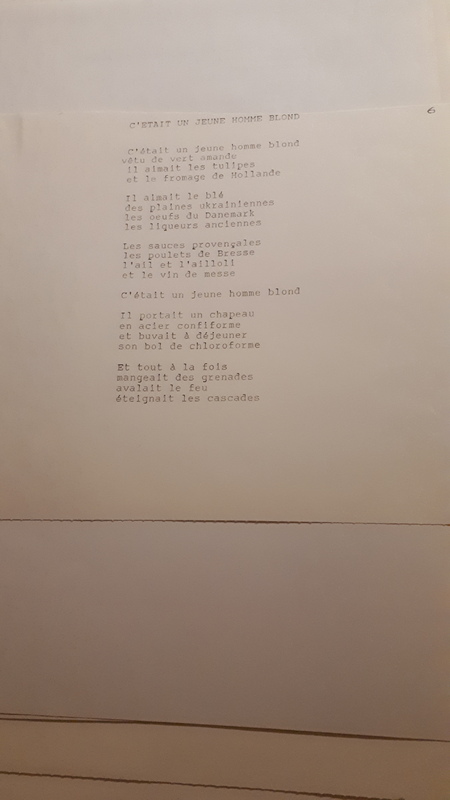 6
C'ETAIT UN JEUNE HOMME BLOND
C'était un jeune homme blond
vêtu de vert amande
il aimait les tulipes
et le fromage de Hollande
Il aimait le blé
des plaines ukrainiennes
les oeufs du Danemark
les liqueurs anciennes
Les sauces provençales
les poulets de Bresse
l'ail et l'ailloli
et le vin de messe
C'était un jeune homme blond
Il portait un chapeau
en acier confiforme
et buvait à déjeuner
son bol de chloroforme
Et tout à la fois
mangeait des grenades
avalait le feu
éteignait les cascades